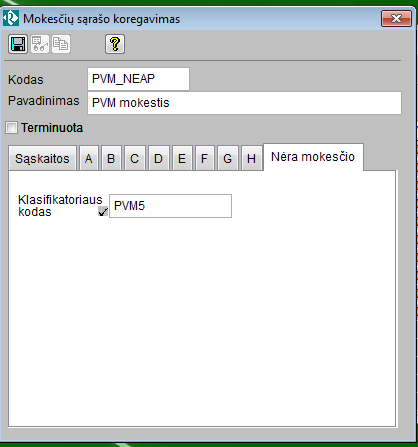 Mokesčių sąrašo koregavimas
Kodas PVM_NEAP
Pavadinimas PVM mokestis
Terminuota
Sąskaitos A B C D E F G H Nėra mokesčio
Klasifikatoriaus
kodas PVM5